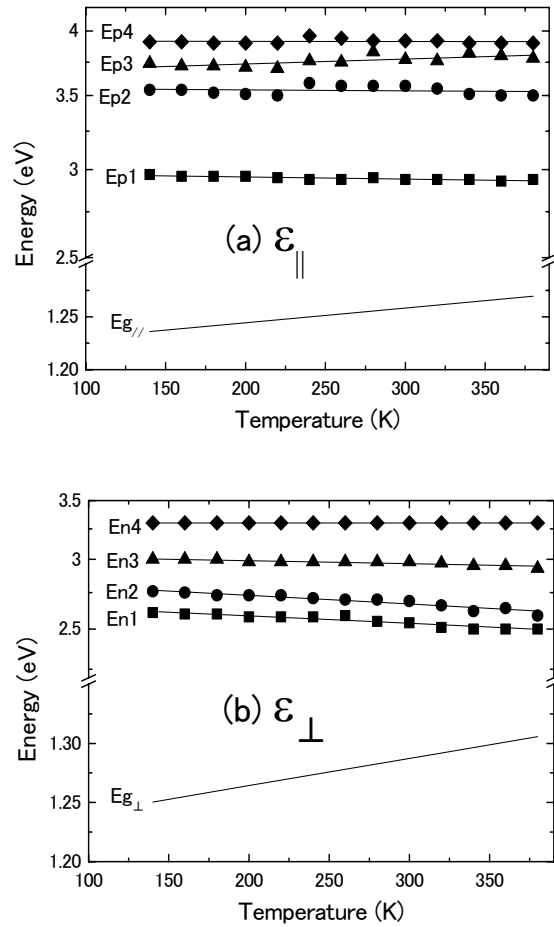 4
Ep4
Ep3
3.5
Ep2
3
Ep1
Energy (eV)
(a) ε||
2.5
1.25
Eg//
1.20
100 150 200 250 300 350
Temperature (K)
3.5
En4
3
En3
En2
En1
2.5
Energy (eV)
(b) ε⊥
1.30
1.25
Eg⊥
1.20
100 150 200 250 300 350
Temperature (K)